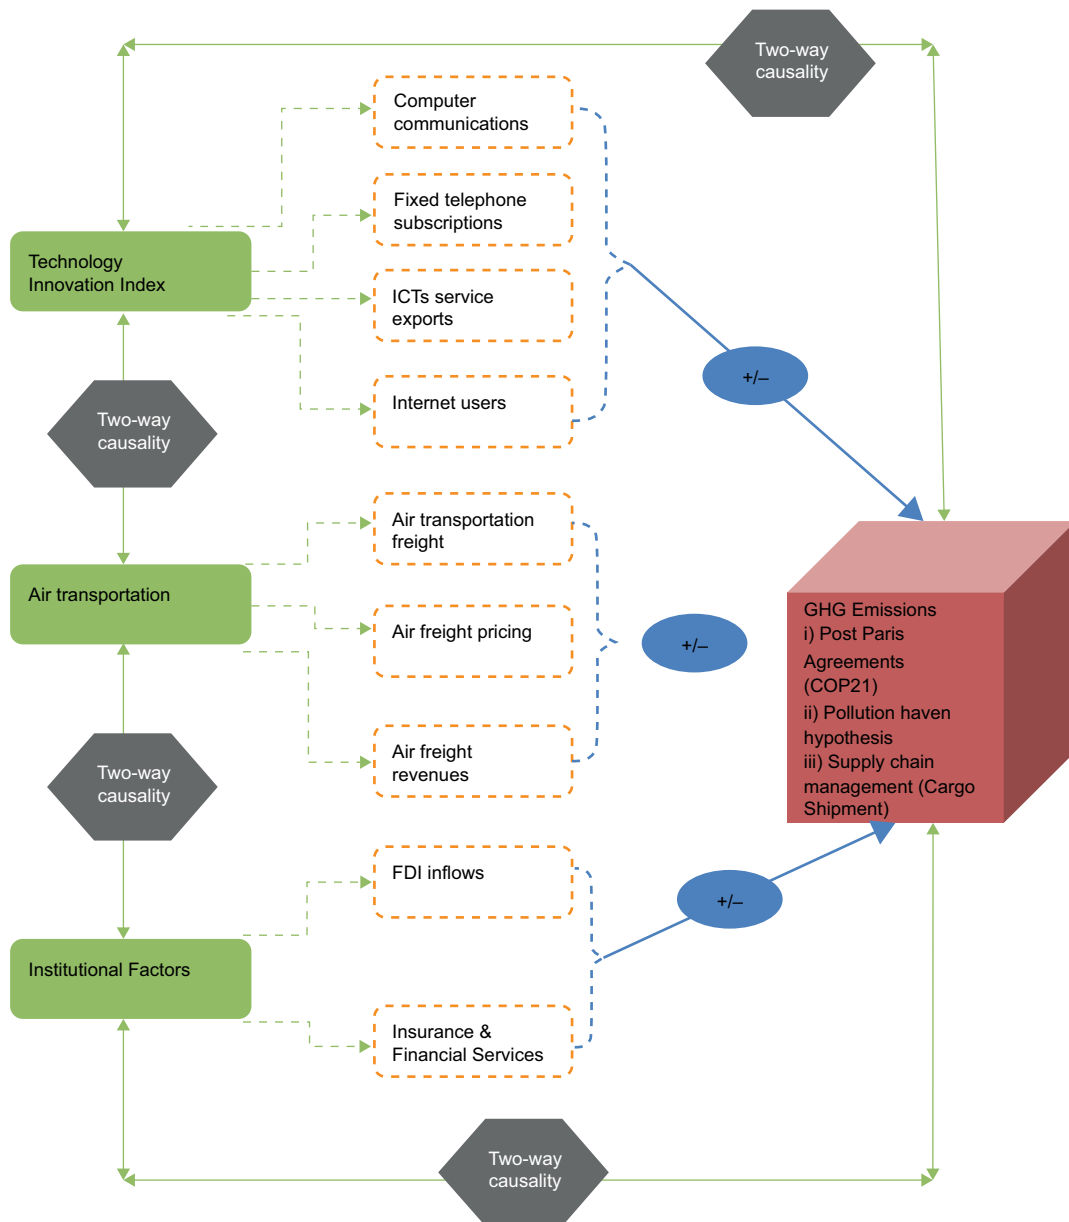 Two-way
causality
Computer
communications
Fixed telephone
subscriptions
Technology
Innovation Index
ICTs service
exports
+/–
Internet users
Two-way
causality
Air transportation
freight
Air transportation
Air freight pricing
+/–
GHG Emissions
i) Post Paris
Agreements
(COP21)
ii) Pollution haven
hypothesis
iii) Supply chain
management (Cargo
Shipment)
Air freight
revenues
Two-way
causality
FDI inflows
+/–
Institutional Factors
Insurance &
Financial Services
Two-way
causality